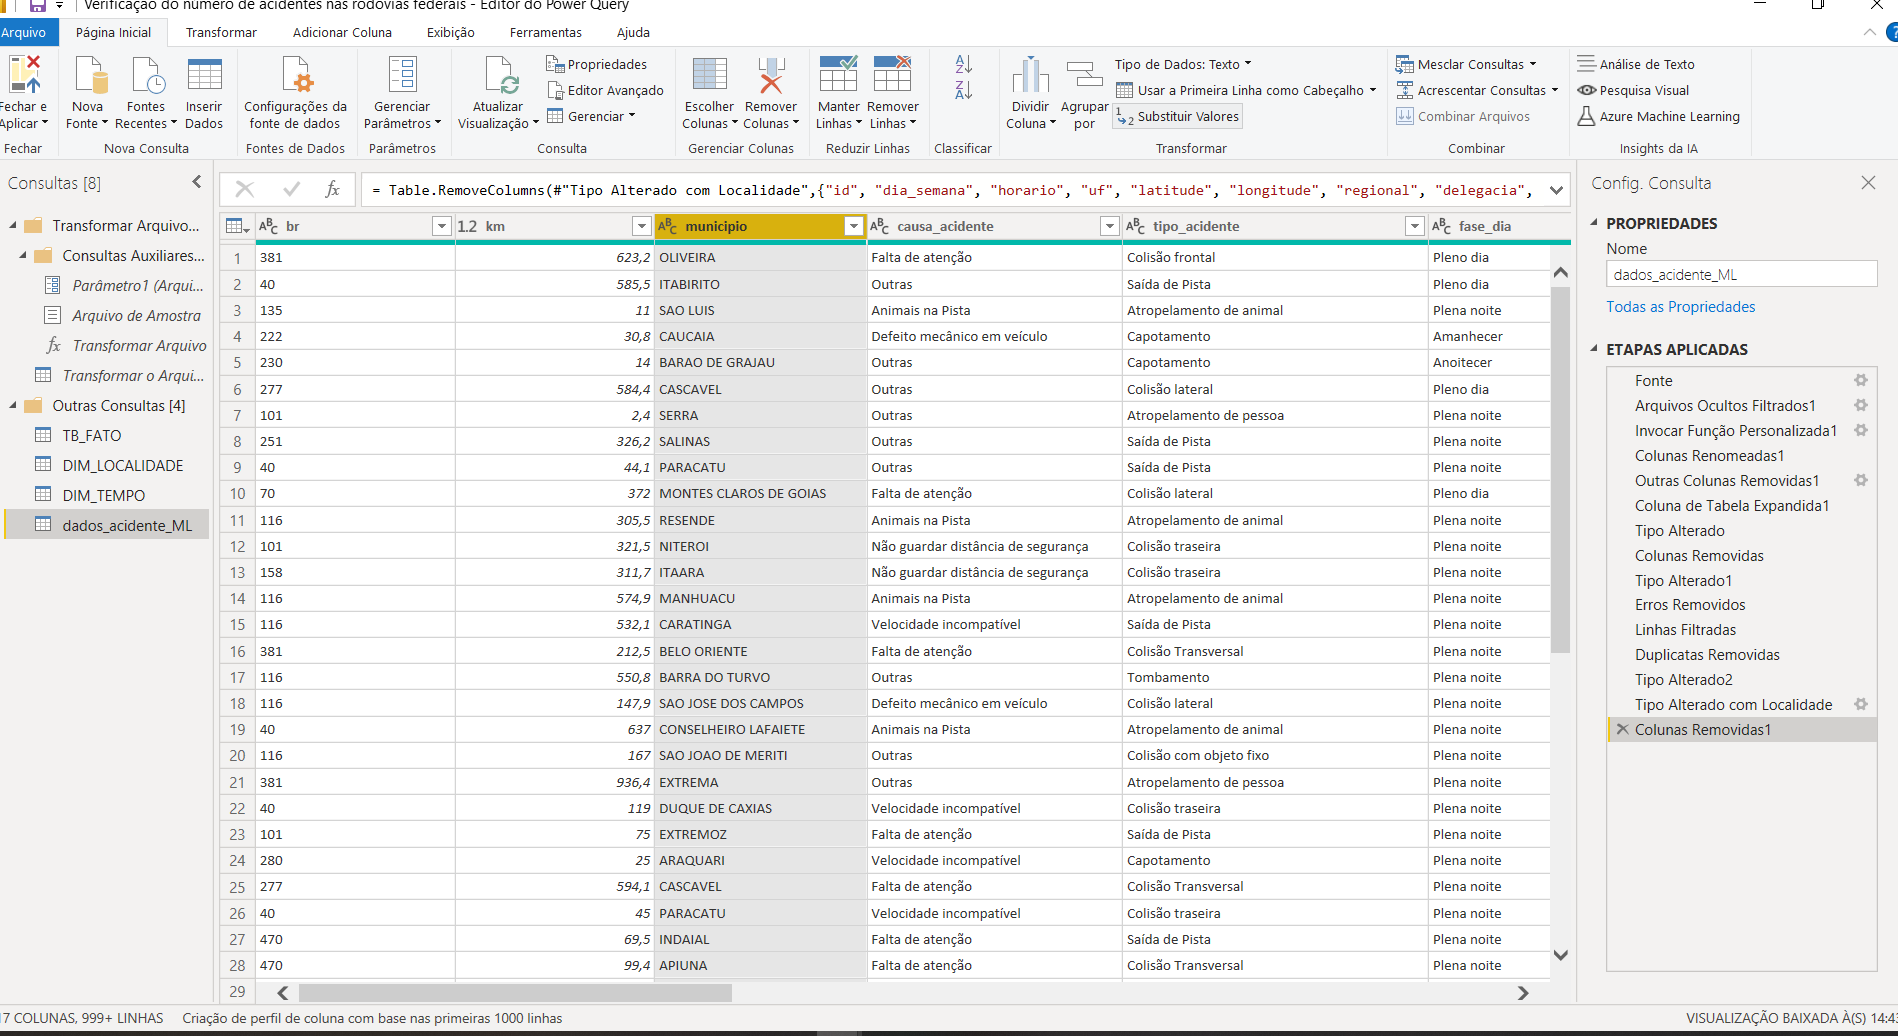 Verificação do número de acidentes nas rodovias federais - Editor do Power Query
Arquivo Página Inicial Transformar Adicionar Coluna Exibição Ferramentas Ajuda
Fechar e Aplicar
Nova Fonte
Fontes Recentes
Inserir Dados
Configurações da fonte de dados
Gerenciar Parâmetros
Atualizar Visualização
Propriedades
Editor Avançado
Gerenciar
Escolher Colunas
Remover Colunas
Manter Linhas
Remover Linhas
Dividir Coluna
Agrupar por
Tipo de Dados: Texto
Usar a Primeira Linha como Cabeçalho
Substituir Valores
Mesclar Consultas
Acrescentar Consultas
Combinar Arquivos
Análise de Texto
Pesquisa Visual
Azure Machine Learning
Fechar Nova Consulta Fontes de Dados Parâmetros Consulta Gerenciar Colunas Reduzir Linhas Classificar Transformar Combinar Insights da IA
Consultas [8]
Transformar Arquivo...
Consultas Auxiliares...
Parâmetro1 (Arqui...
Arquivo de Amostra
fx Transformar Arquivo
Transformar o Arqui...
Outras Consultas [4]
TB_FATO
DIM_LOCALIDADE
DIM_TEMPO
dados_acidente_ML
fx = Table.RemoveColumns(#"Tipo Alterado com Localidade",{"id", "dia_semana", "horario", "uf", "latitude", "longitude", "regional", "delegacia",
ABC br 1.2 km ABC municipio ABC causa_acidente ABC tipo_acidente ABC fase_dia
1 381 623,2 OLIVEIRA Falta de atenção Colisão frontal Pleno dia
2 40 585,5 ITABIRITO Outras Saída de Pista Pleno dia
3 135 11 SAO LUIS Animais na Pista Atropelamento de animal Plena noite
4 222 30,8 CAUCAIA Defeito mecânico em veículo Capotamento Amanhecer
5 230 14 BARAO DE GRAJAU Outras Capotamento Anoitecer
6 277 584,4 CASCAVEL Outras Colisão lateral Pleno dia
7 101 2,4 SERRA Outras Atropelamento de pessoa Plena noite
8 251 326,2 SALINAS Outras Saída de Pista Plena noite
9 40 44,1 PARACATU Outras Saída de Pista Plena noite
10 70 372 MONTES CLAROS DE GOIAS Falta de atenção Colisão lateral Pleno dia
11 116 305,5 RESENDE Animais na Pista Atropelamento de animal Plena noite
12 101 321,5 NITEROI Não guardar distância de segurança Colisão traseira Plena noite
13 158 311,7 ITAARA Não guardar distância de segurança Colisão traseira Plena noite
14 116 574,9 MANHUACU Animais na Pista Atropelamento de animal Plena noite
15 116 532,1 CARATINGA Velocidade incompatível Saída de Pista Plena noite
16 381 212,5 BELO ORIENTE Falta de atenção Colisão Transversal Plena noite
17 116 550,8 BARRA DO TURVO Outras Tombamento Plena noite
18 116 147,9 SAO JOSE DOS CAMPOS Defeito mecânico em veículo Colisão lateral Plena noite
19 40 637 CONSELHEIRO LAFAIETE Animais na Pista Atropelamento de animal Plena noite
20 116 167 SAO JOAO DE MERITI Outras Colisão com objeto fixo Plena noite
21 381 936,4 EXTREMA Outras Atropelamento de pessoa Plena noite
22 40 119 DUQUE DE CAXIAS Velocidade incompatível Colisão traseira Plena noite
23 101 75 EXTREMOZ Falta de atenção Saída de Pista Plena noite
24 280 25 ARAQUARI Velocidade incompatível Capotamento Plena noite
25 277 594,1 CASCAVEL Falta de atenção Colisão Transversal Plena noite
26 40 45 PARACATU Velocidade incompatível Colisão traseira Plena noite
27 470 69,5 INDAIAL Falta de atenção Saída de Pista Plena noite
28 470 99,4 APIUNA Falta de atenção Colisão Transversal Plena noite
29
Config. Consulta
PROPRIEDADES
Nome
dados_acidente_ML
Todas as Propriedades
ETAPAS APLICADAS
Fonte
Arquivos Ocultos Filtrados1
Invocar Função Personalizada1
Colunas Renomeadas1
Outras Colunas Removidas1
Coluna de Tabela Expandida1
Tipo Alterado
Colunas Removidas
Tipo Alterado1
Erros Removidos
Linhas Filtradas
Duplicatas Removidas
Tipo Alterado2
Tipo Alterado com Localidade
Colunas Removidas1
17 COLUNAS, 999+ LINHAS Criação de perfil de coluna com base nas primeiras 1000 linhas VISUALIZAÇÃO BAIXADA À(S)